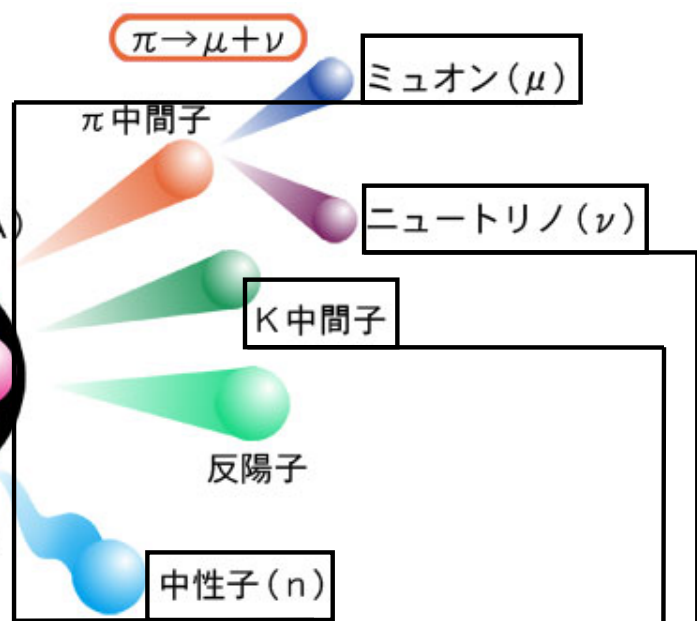 π→μ+ν
ミュオン(μ)
π中間子
ニュートリノ(ν)
K中間子
反陽子
中性子(n)